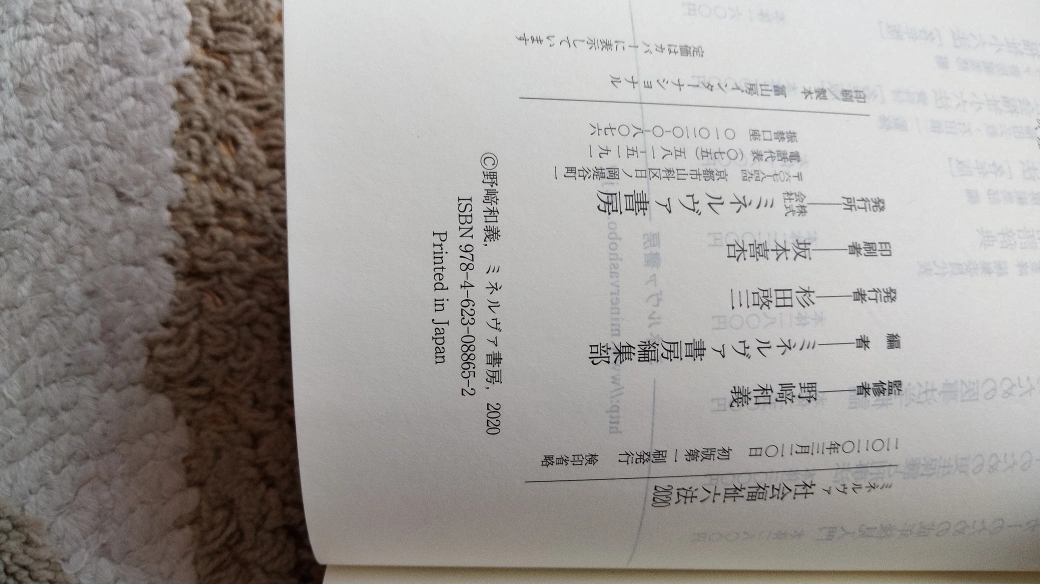 ミネルヴァ 社会福祉六法 2020
二〇二〇年三月二〇日 初版第一刷発行 検印省略
監修者 野﨑和義
編者 ミネルヴァ書房編集部
発行者 杉田啓三
印刷者 坂本喜杏
発行所 株式会社 ミネルヴァ書房
京都市山科区日ノ岡堤谷町一
電話代表 (〇七五)五八一-五一九一
振替口座 〇一〇二〇-〇-八〇七六
印刷 製本 富山房インターナショナル
定価はカバーに表示しています
©野﨑和義, ミネルヴァ書房, 2020
ISBN 978-4-623-08865-2
Printed in Japan